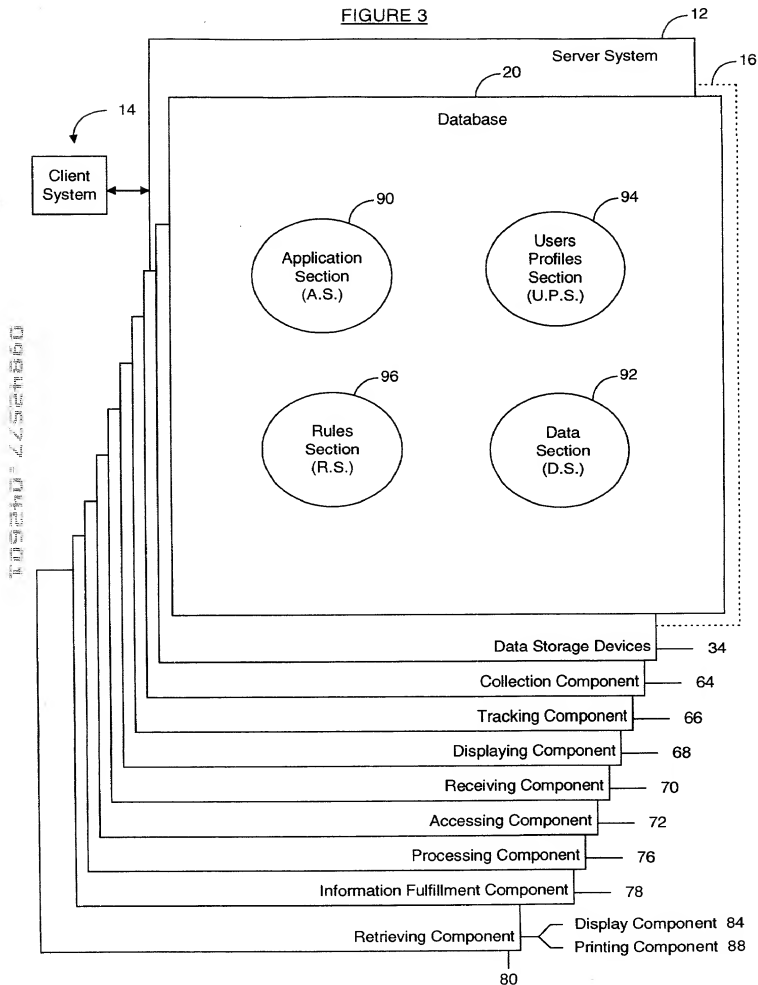 FIGURE 3
12
Server System
16
20
Database
14
Client
System
90
Application
Section
(A.S.)
94
Users
Profiles
Section
(U.P.S.)
96
Rules
Section
(R.S.)
92
Data
Section
(D.S.)
Data Storage Devices 34
Collection Component 64
Tracking Component 66
Displaying Component 68
Receiving Component 70
Accessing Component 72
Processing Component 76
Information Fulfillment Component 78
Retrieving Component
Display Component 84
Printing Component 88
80